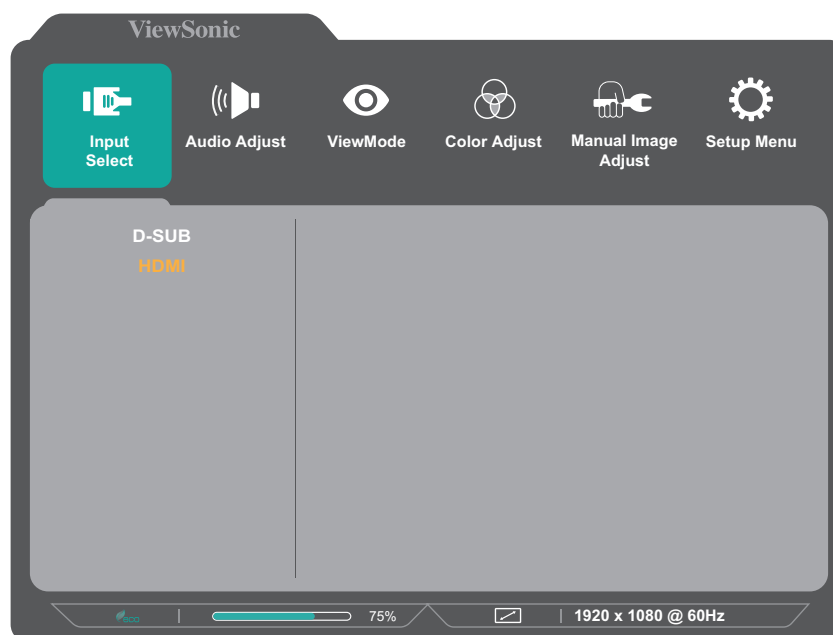 ViewSonic
Input
Select
Audio Adjust
ViewMode
Color Adjust
Manual Image
Adjust
Setup Menu
D-SUB
HDMI
eco
75%
1920 x 1080 @ 60Hz